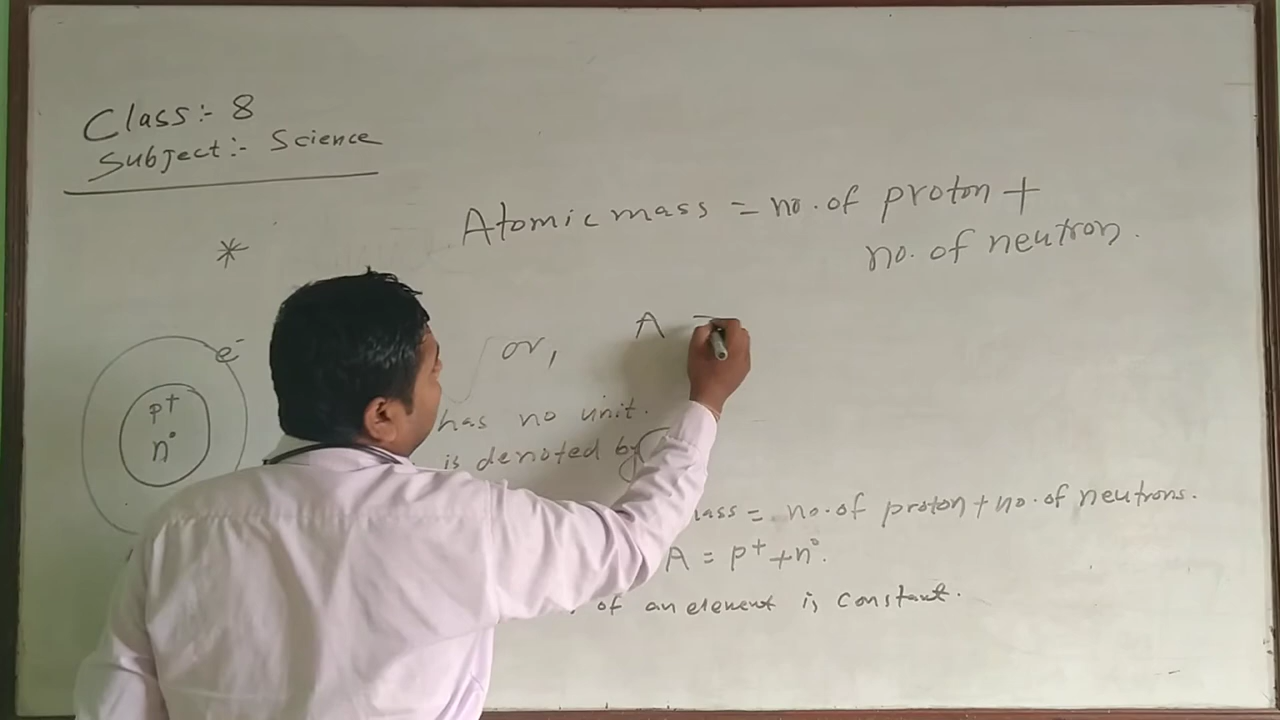 Class:- 8
Subject:- Science
*
Atomic mass = no. of proton +
no. of neutron.
or, A =
e⁻
p⁺
n°
has no unit.
is denoted by
mass = no. of proton + no. of neutrons.
A = p⁺ + n°.
of an element is constant.